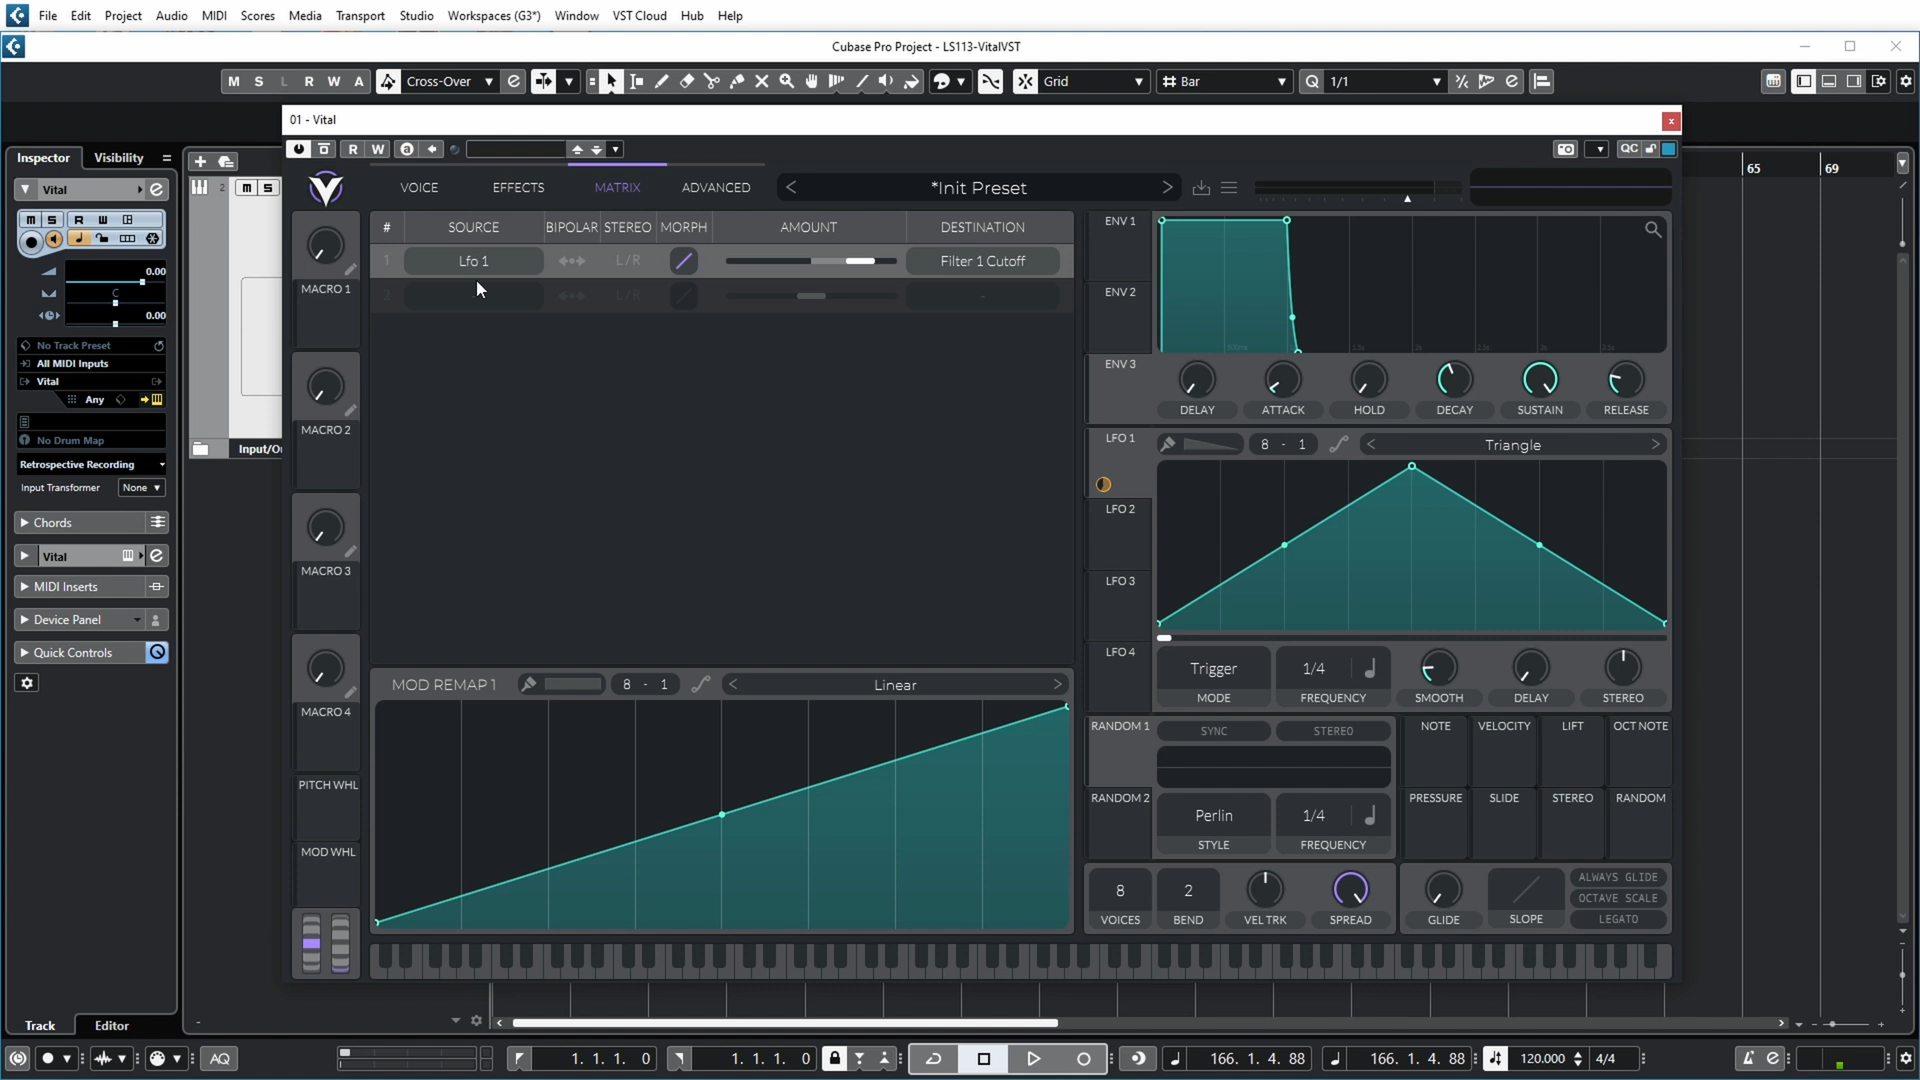 File Edit Project Audio MIDI Scores Media Transport Studio Workspaces (G3*) Window VST Cloud Hub Help
Cubase Pro Project - LS113-VitalVST
M S L R W A Cross-Over Grid Bar Q 1/1
01 - Vital
Inspector Visibility
R W QC
65 69
Vital
2 m S
VOICE EFFECTS MATRIX ADVANCED *Init Preset
m S R W
# SOURCE BIPOLAR STEREO MORPH AMOUNT DESTINATION
1 Lfo 1 L/R Filter 1 Cutoff
2 - L/R -
MACRO 1
MACRO 2
MACRO 3
MACRO 4
PITCH WHL
MOD WHL
0.00
C
0.00
No Track Preset
All MIDI Inputs
Vital
Any
No Drum Map
Retrospective Recording
Input Transformer None
Chords
Vital
MIDI Inserts
Device Panel
Quick Controls
Input/Ou
ENV 1
ENV 2
ENV 3
DELAY ATTACK HOLD DECAY SUSTAIN RELEASE
LFO 1 8 - 1 Triangle
LFO 2
LFO 3
LFO 4
Trigger 1/4
MODE FREQUENCY SMOOTH DELAY STEREO
MOD REMAP 1 8 - 1 Linear
RANDOM 1 SYNC STEREO
RANDOM 2 Perlin 1/4
STYLE FREQUENCY
NOTE VELOCITY LIFT OCT NOTE
PRESSURE SLIDE STEREO RANDOM
8 2
VOICES BEND VEL TRK SPREAD GLIDE SLOPE
ALWAYS GLIDE
OCTAVE SCALE
LEGATO
Track Editor
AQ 1. 1. 1. 0 1. 1. 1. 0 166. 1. 4. 88 166. 1. 4. 88 120.000 4/4